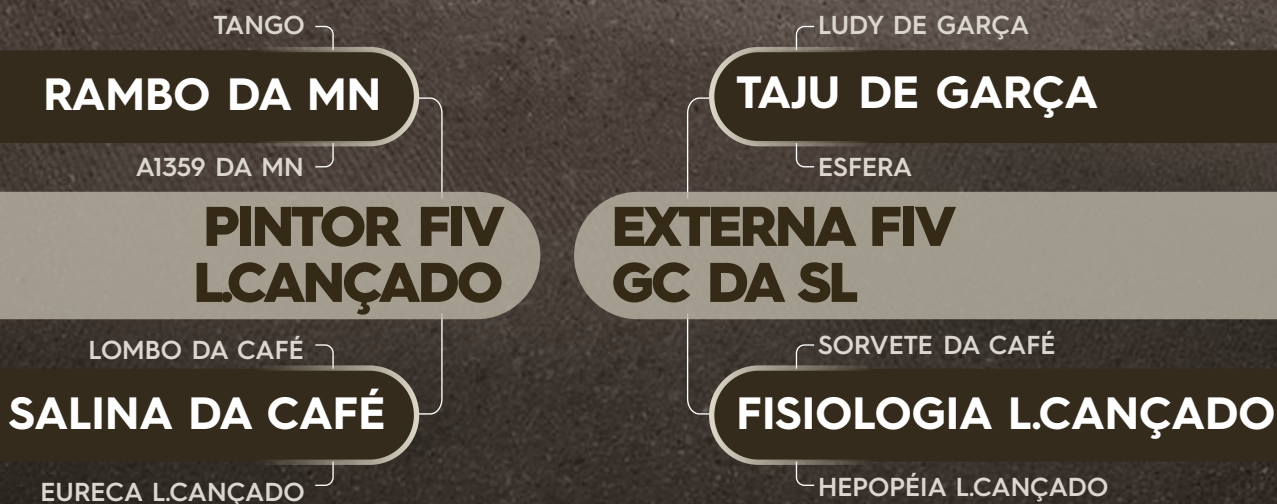 TANGO
RAMBO DA MN
A1359 DA MN
PINTOR FIV
L.CANÇADO
LOMBO DA CAFÉ
SALINA DA CAFÉ
EURECA L.CANÇADO
LUDY DE GARÇA
TAJU DE GARÇA
ESFERA
EXTERNA FIV
GC DA SL
SORVETE DA CAFÉ
FISIOLOGIA L.CANÇADO
HEPOPÉIA L.CANÇADO